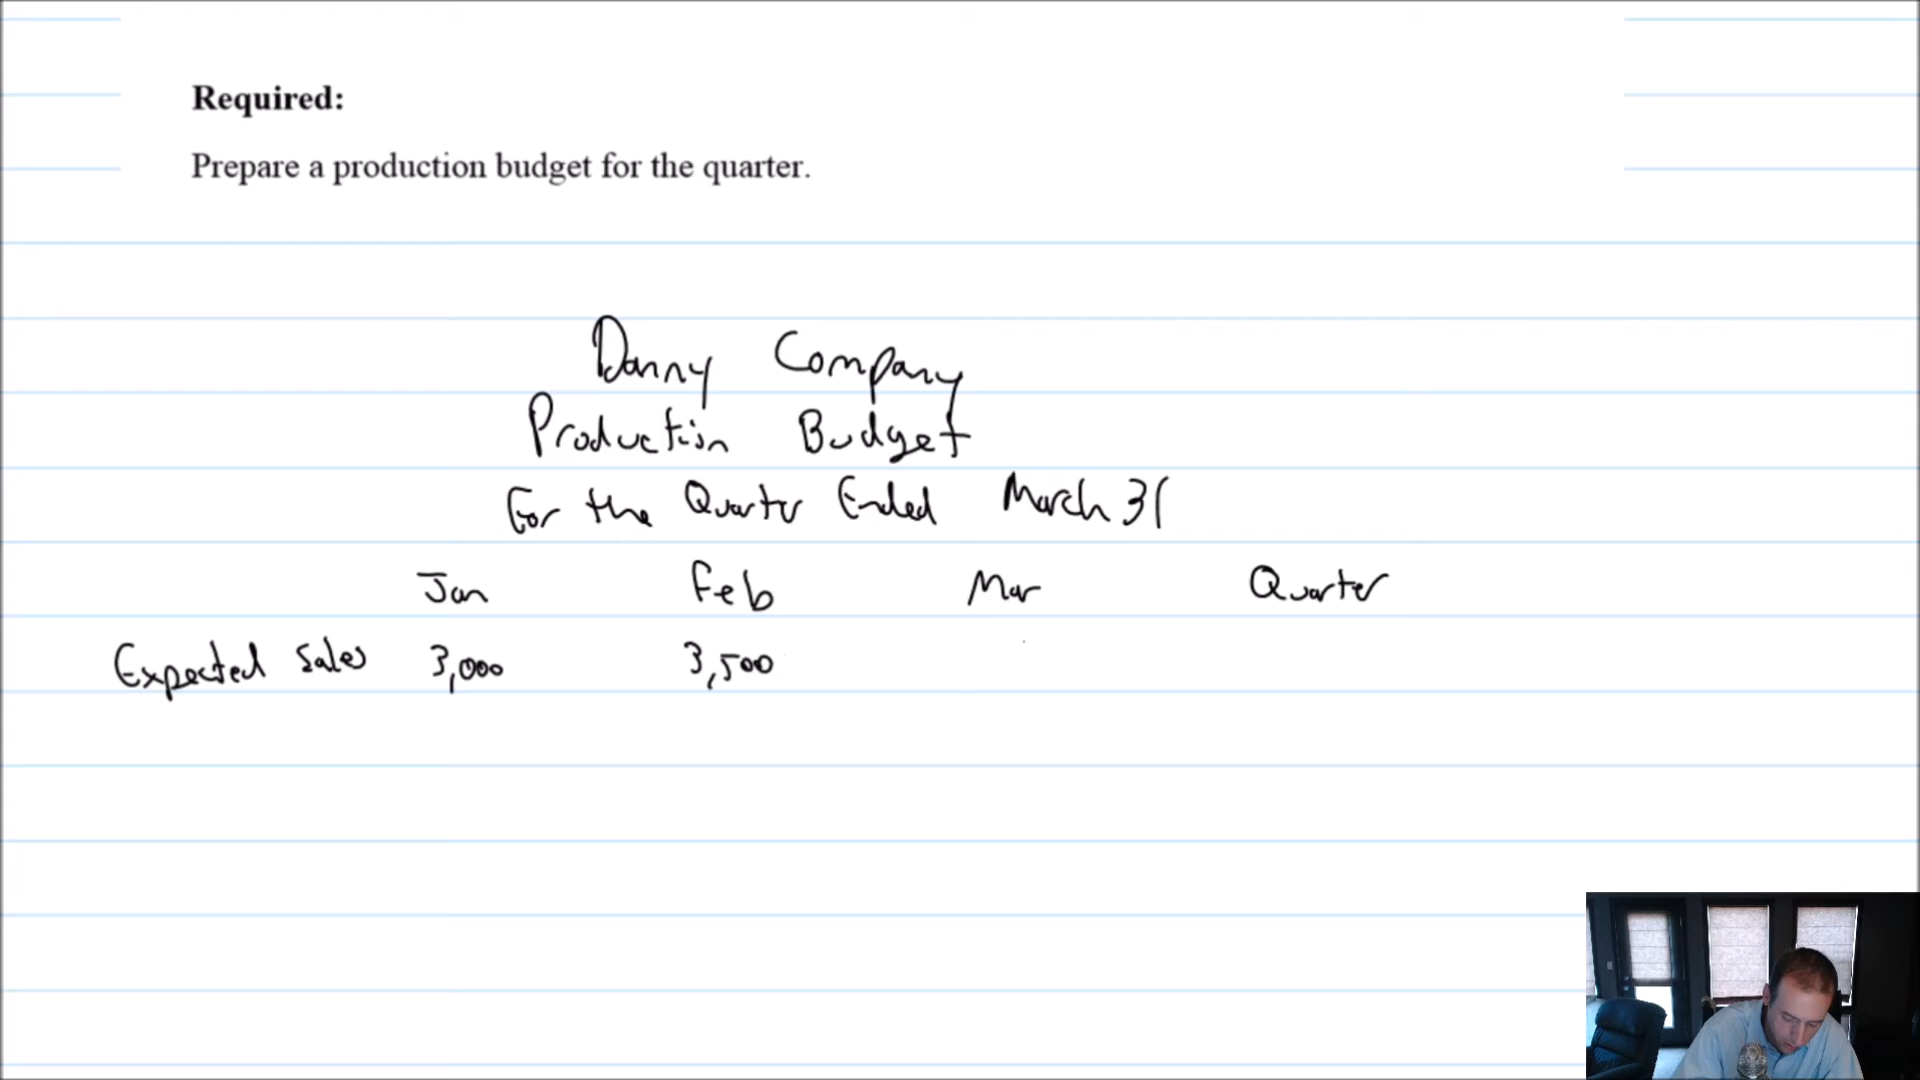 Required:
Prepare a production budget for the quarter.
Danny Company
Production Budget
For the Quarter Ended March 31
Jan Feb Mar Quarter
Expected Sales 3,000 3,500